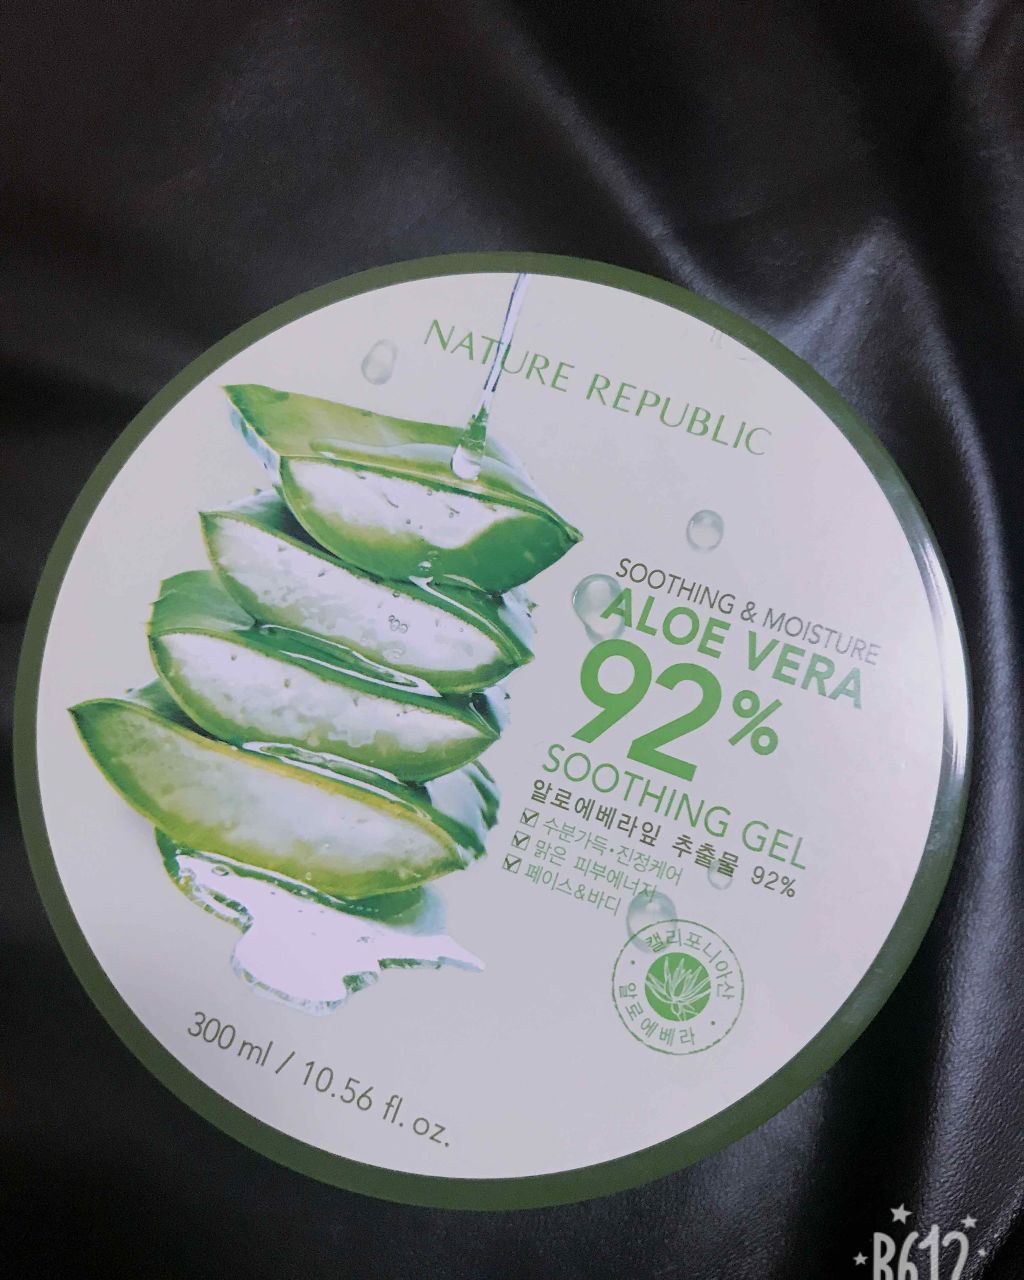 NATURE REPUBLIC
SOOTHING & MOISTURE
ALOE VERA
92%
SOOTHING GEL
알로에베라잎 추출물 92%
수분가득·진정케어
맑은 피부에너지
페이스&바디
캘리포니아산
알로에베라
300 ml / 10.56 fl. oz.
B612